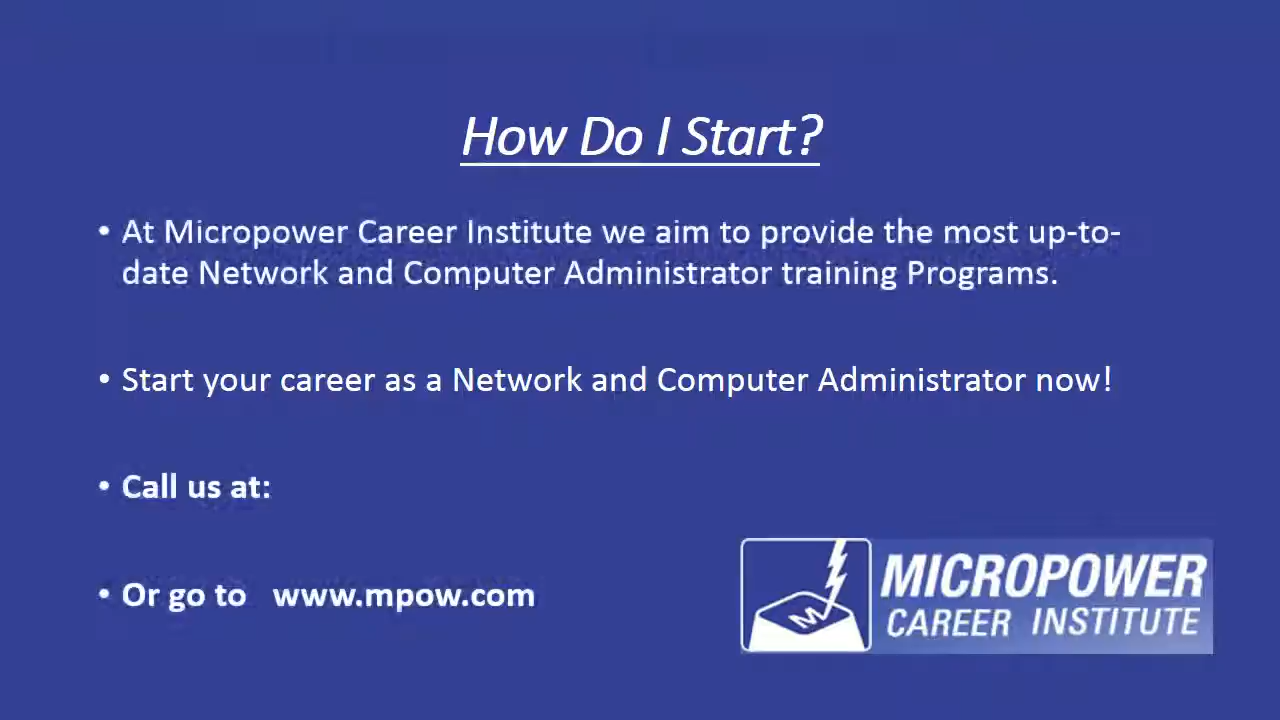 How Do I Start?
• At Micropower Career Institute we aim to provide the most up-to-
date Network and Computer Administrator training Programs.
• Start your career as a Network and Computer Administrator now!
• Call us at:
• Or go to www.mpow.com
M
MICROPOWER
CAREER INSTITUTE